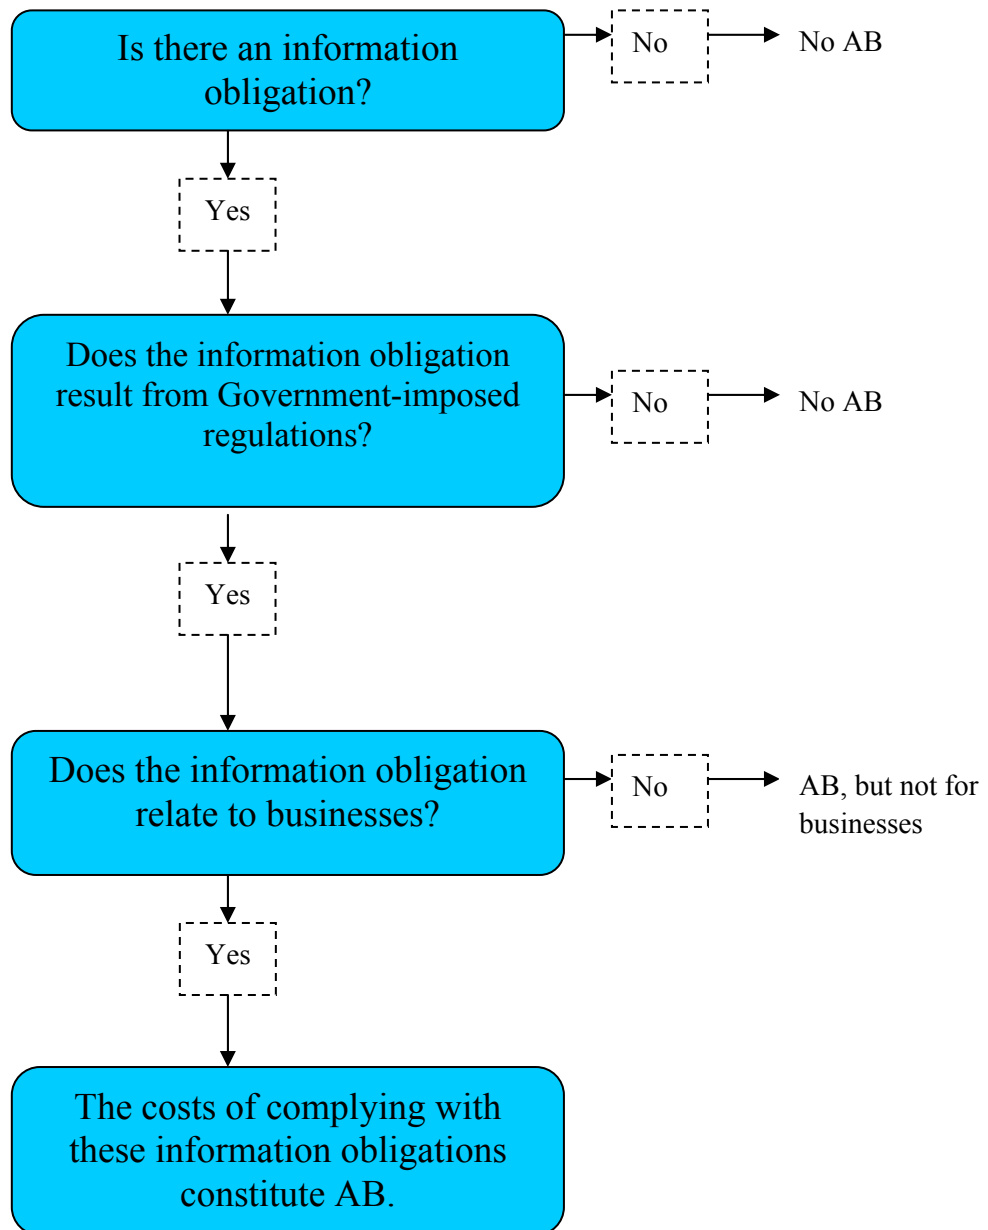 Is there an information
obligation?
No
No AB
Yes
Does the information obligation
result from Government-imposed
regulations?
No
No AB
Yes
Does the information obligation
relate to businesses?
No
AB, but not for
businesses
Yes
The costs of complying with
these information obligations
constitute AB.